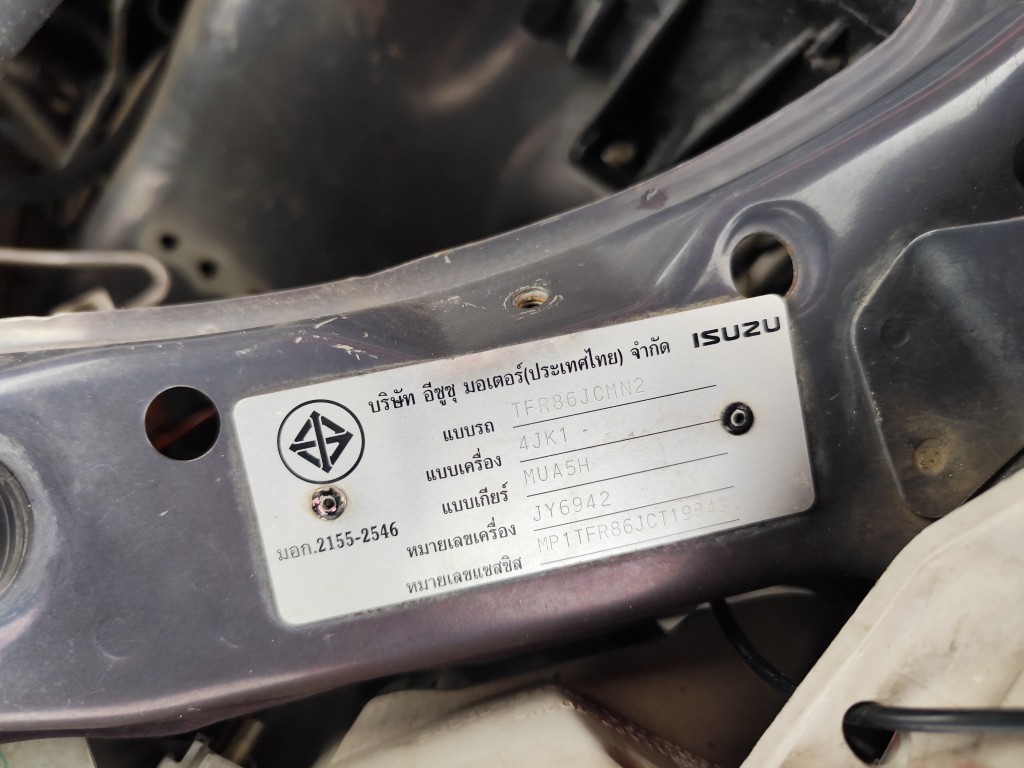 ISUZU
บริษัท อีซูซุ มอเตอร์(ประเทศไทย) จำกัด
แบบรถ TFR86JCMN2
แบบเครื่อง 4JK1 -
แบบเกียร์ MUA5H
หมายเลขเครื่อง JY6942
หมายเลขแชสซิส
มอก.2155-2546